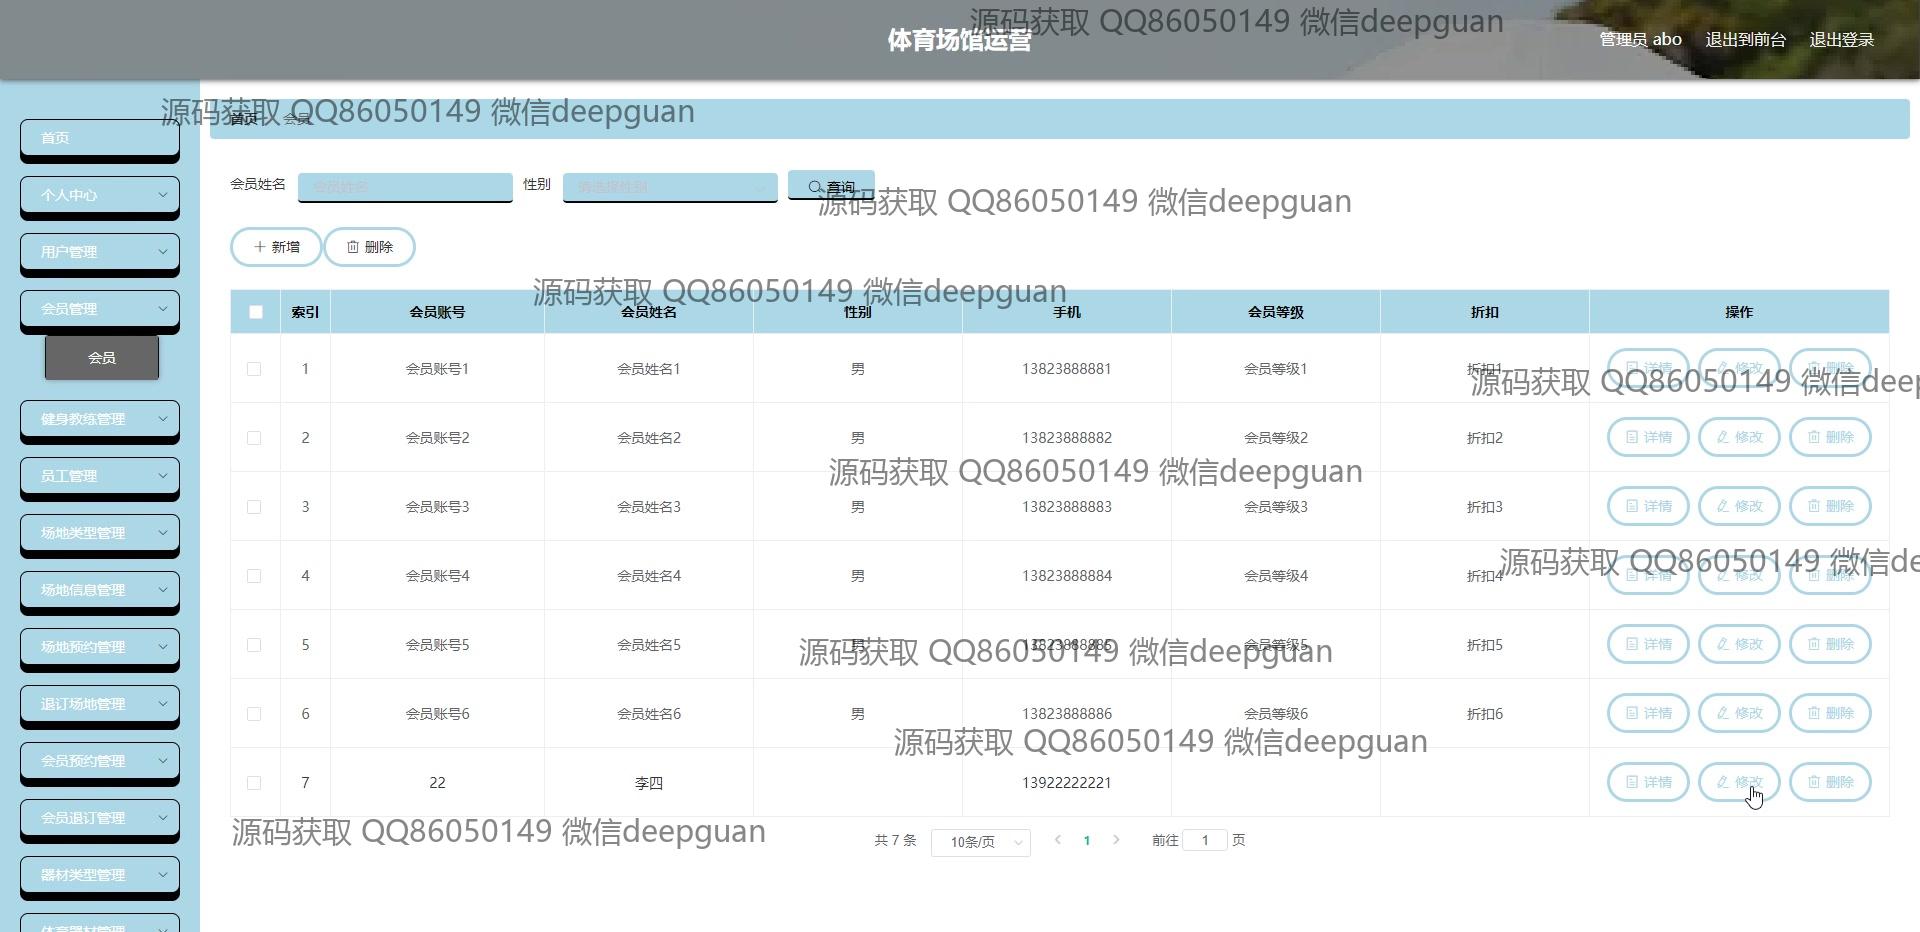 体育场馆运营
管理员 abo 退出到前台 退出登录
源码获取 QQ86050149 微信deepguan
源码获取 QQ86050149 微信deepguan
首页 会员
首页
个人中心
用户管理
会员管理
会员
健身教练管理
员工管理
场地类型管理
场地信息管理
场地预约管理
退订场地管理
会员预约管理
会员退订管理
器材类型管理
体育器材管理
会员姓名 会员姓名 性别 请选择性别 查询
源码获取 QQ86050149 微信deepguan
新增 删除
源码获取 QQ86050149 微信deepguan
索引 会员账号 会员姓名 性别 手机 会员等级 折扣 操作
1 会员账号1 会员姓名1 男 13823888881 会员等级1 折扣1 详情 修改 删除
源码获取 QQ86050149 微信deep
2 会员账号2 会员姓名2 男 13823888882 会员等级2 折扣2 详情 修改 删除
源码获取 QQ86050149 微信deepguan
3 会员账号3 会员姓名3 男 13823888883 会员等级3 折扣3 详情 修改 删除
源码获取 QQ86050149 微信de
4 会员账号4 会员姓名4 男 13823888884 会员等级4 折扣4 详情 修改 删除
5 会员账号5 会员姓名5 男 13823888885 会员等级5 折扣5 详情 修改 删除
源码获取 QQ86050149 微信deepguan
6 会员账号6 会员姓名6 男 13823888886 会员等级6 折扣6 详情 修改 删除
源码获取 QQ86050149 微信deepguan
7 22 李四 13922222221 详情 修改 删除
源码获取 QQ86050149 微信deepguan
共 7 条 10条/页 1 前往 1 页